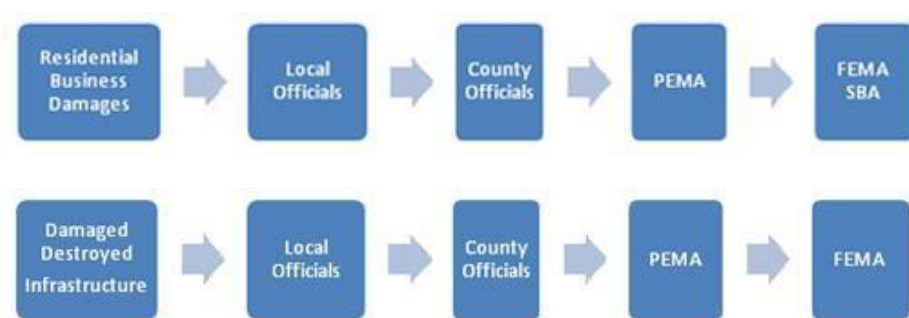 Residential
Business
Damages
Local
Officials
County
Officials
PEMA
FEMA
SBA
Damaged
Destroyed
Infrastructure
Local
Officials
County
Officials
PEMA
FEMA